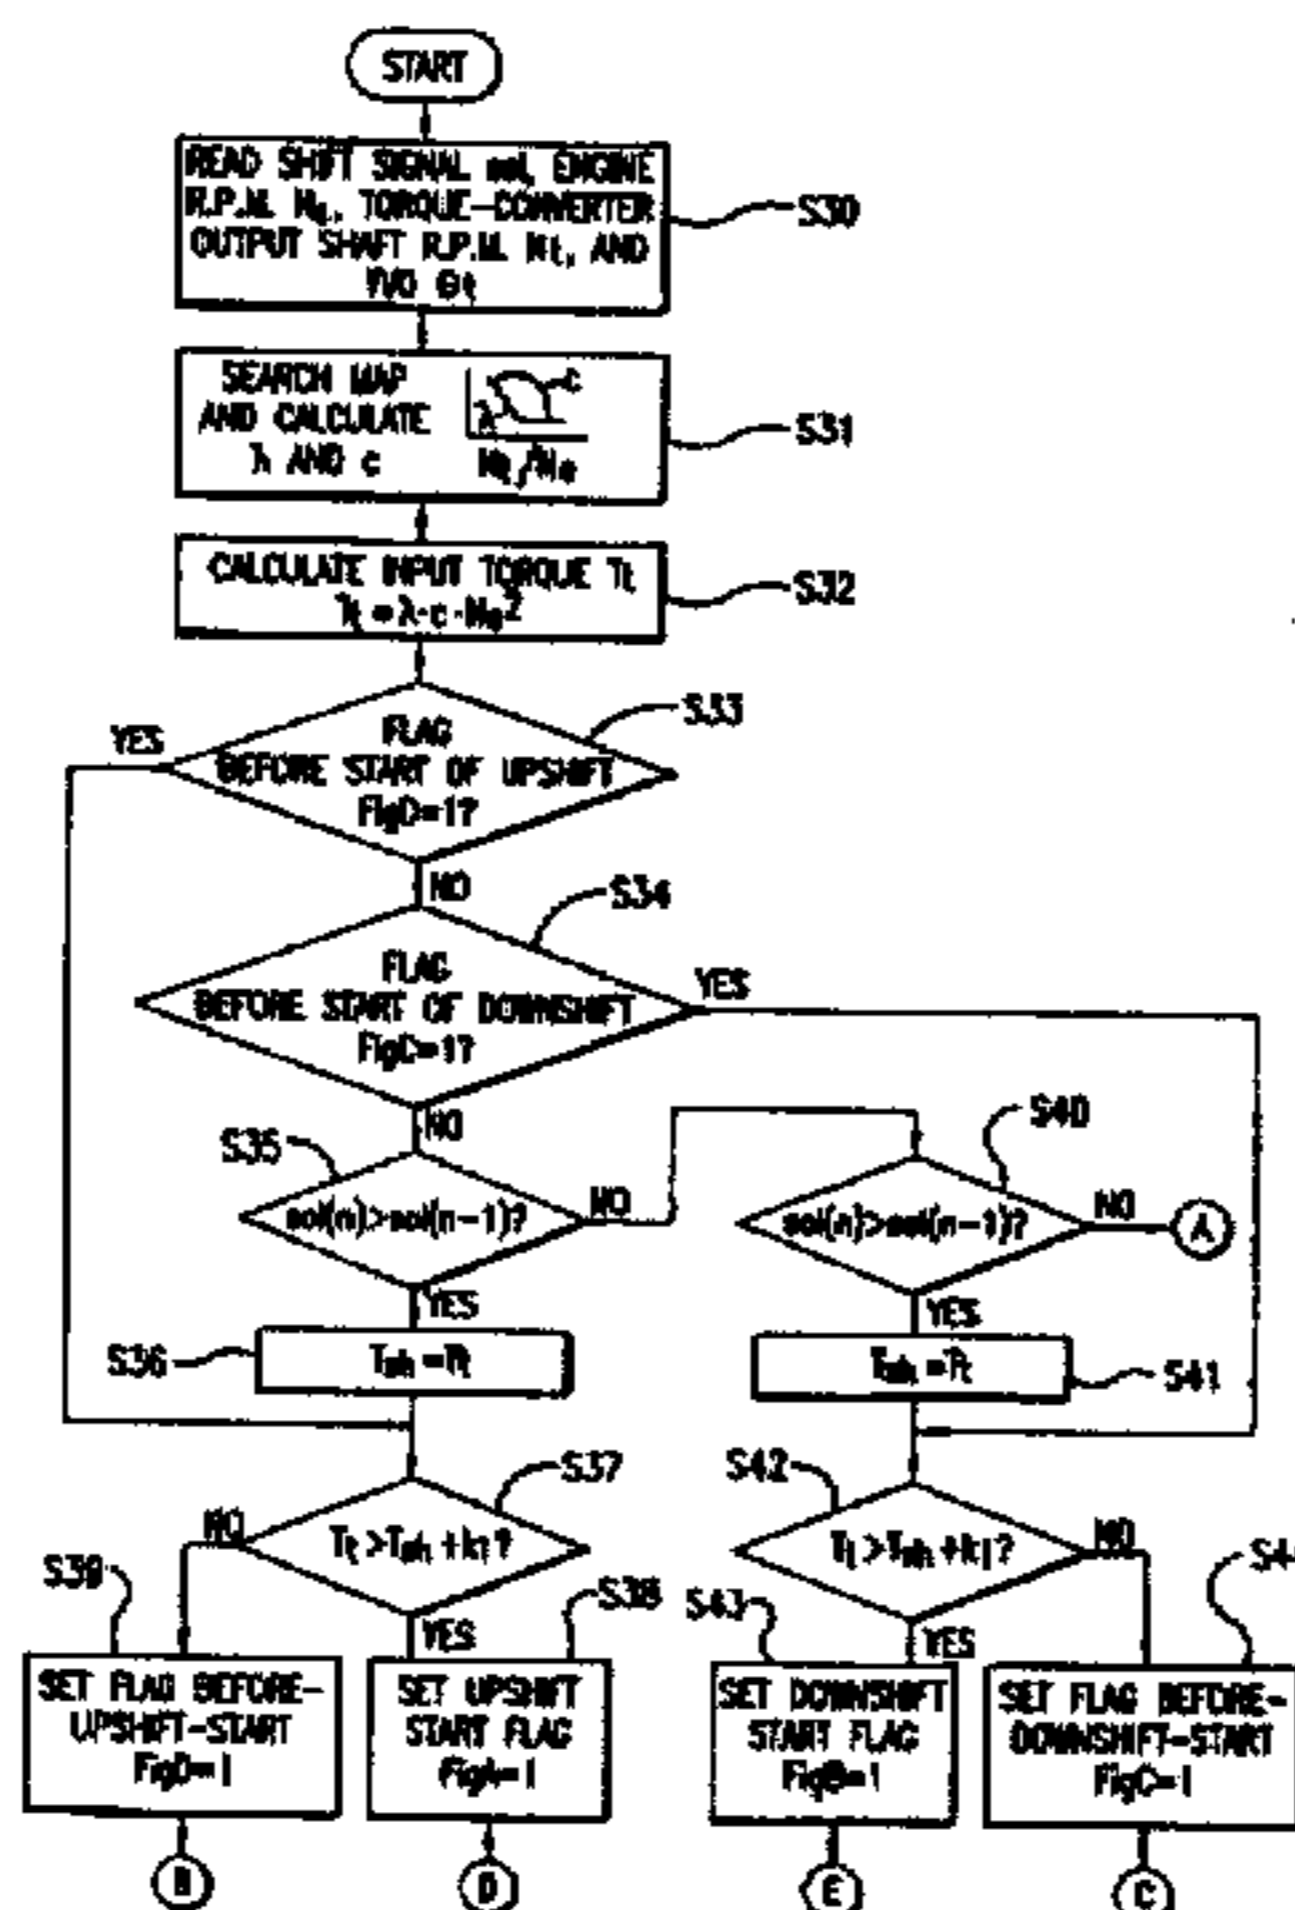 START
READ SHIFT SIGNAL sol, ENGINE
R.P.M. Ne, TORQUE-CONVERTER
OUTPUT SHAFT R.P.M. Nt, AND
TVO Θt
S30
SEARCH MAP
AND CALCULATE
λ AND c
c
λ
Nt/Ne
S31
CALCULATE INPUT TORQUE Tt
Tt=λ·c·Ne²
S32
S33
YES
FLAG
BEFORE START OF UPSHIFT
FlgD=1?
NO
S34
FLAG
BEFORE START OF DOWNSHIFT
FlgC=1?
YES
NO
S35
sol(n)>sol(n-1)?
NO
S40
sol(n)>sol(n-1)?
NO
A
YES
YES
S36
Tsh=Tt
Tsh=Tt
S41
S37
Tt>Tsh+k1?
NO
S42
Tt>Tsh+k1?
NO
S39
YES
S38
S43
YES
SET FLAG BEFORE-
UPSHIFT-START
FlgD=1
SET UPSHIFT
START FLAG
FlgA=1
SET DOWNSHIFT
START FLAG
FlgB=1
SET FLAG BEFORE-
DOWNSHIFT-START
FlgC=1
B
D
E
C